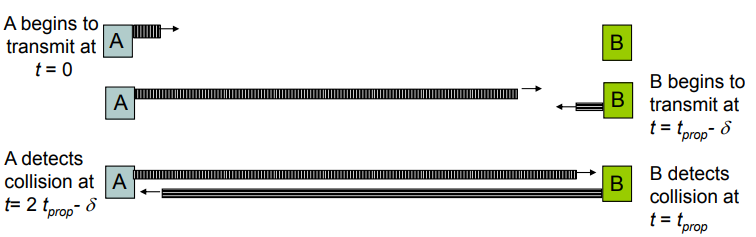 A begins to
transmit at
t = 0
A
B
A
B
B begins to
transmit at
t = tprop- δ
A detects
collision at
t= 2 tprop- δ
A
B
B detects
collision at
t = tprop